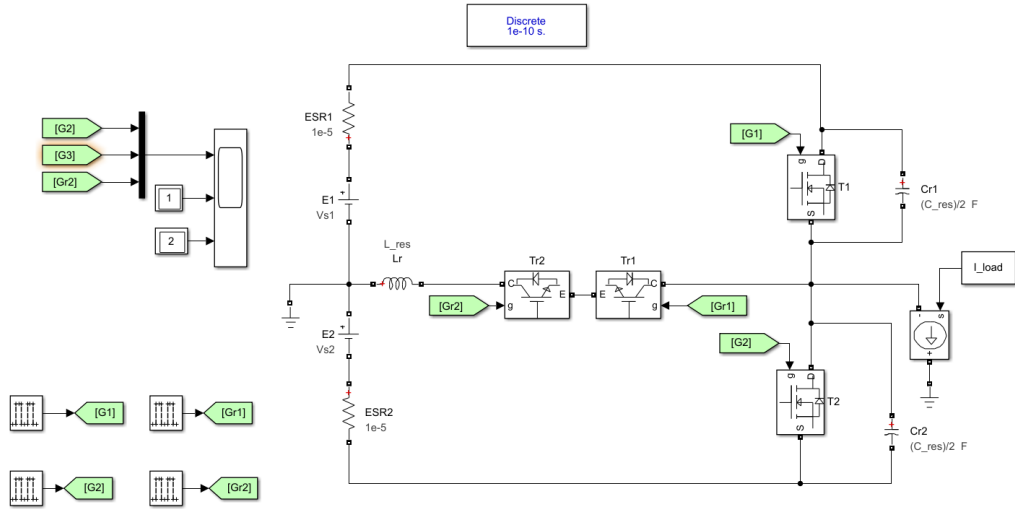 Discrete
1e-10 s.
ESR1
1e-5
[G2]
[G3]
[Gr2]
1
2
E1
Vs1
+
[G1]
g
D
S
T1
+
Cr1
(C_res)/2 F
L_res
Lr
+
Tr2
C
g
E
[Gr2]
Tr1
E
C
g
[Gr1]
I_load
-
s
+
E2
Vs2
+
[G2]
g
D
S
T2
+
Cr2
(C_res)/2 F
ESR2
1e-5
+
[G1]
[Gr1]
[G2]
[Gr2]